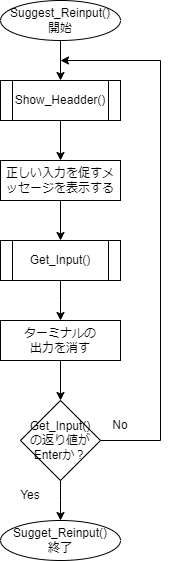 Suggest_Reinput()
開始
Show_Headder()
正しい入力を促すメ
ッセージを表示する
Get_Input()
ターミナルの
出力を消す
Get_Input()
の返り値が
Enterか？
No
Yes
Sugget_Reinput()
終了